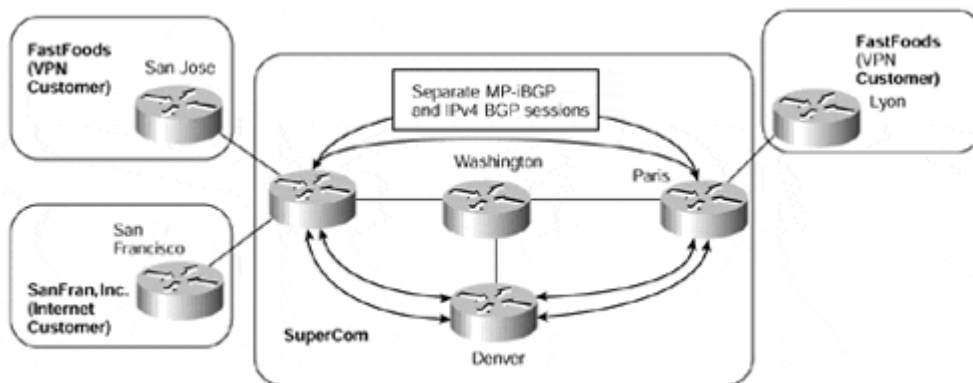 FastFoods
(VPN
Customer)
San Jose
Separate MP-iBGP
and IPv4 BGP sessions
FastFoods
(VPN
Customer)
Lyon
Washington
Paris
San
Francisco
SanFran,Inc.
(Internet
Customer)
SuperCom
Denver